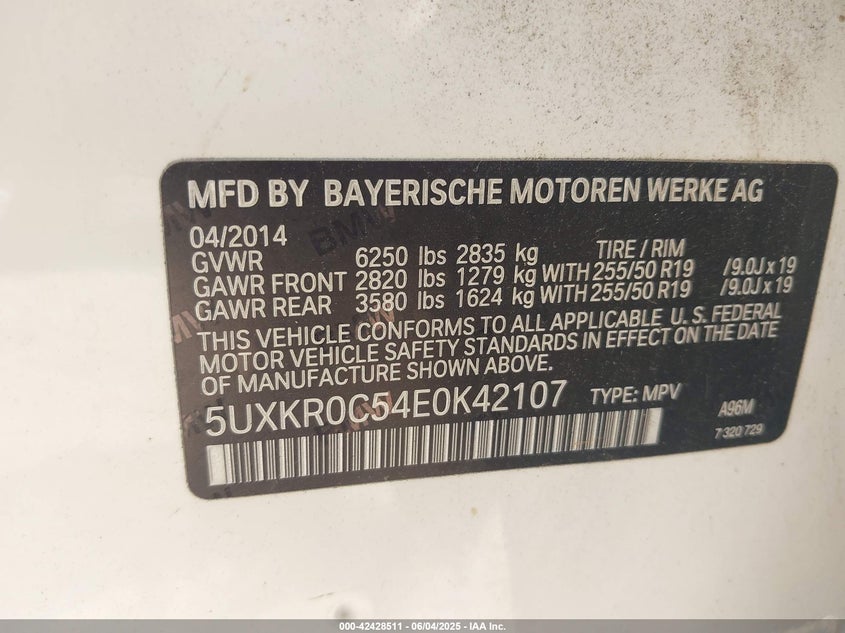 MFD BY BAYERISCHE MOTOREN WERKE AG
04/2014
GVWR 6250 lbs 2835 kg TIRE / RIM
GAWR FRONT 2820 lbs 1279 kg WITH 255/50 R19 /9.0J x 19
GAWR REAR 3580 lbs 1624 kg WITH 255/50 R19 /9.0J x 19
THIS VEHICLE CONFORMS TO ALL APPLICABLE U.S. FEDERAL
MOTOR VEHICLE SAFETY STANDARDS IN EFFECT ON THE DATE
OF MANUFACTURE SHOWN ABOVE.
5UXKR0C54E0K42107 TYPE: MPV
A96M
7 320 729
BMW
000-42428511 - 06/04/2025 - IAA Inc.